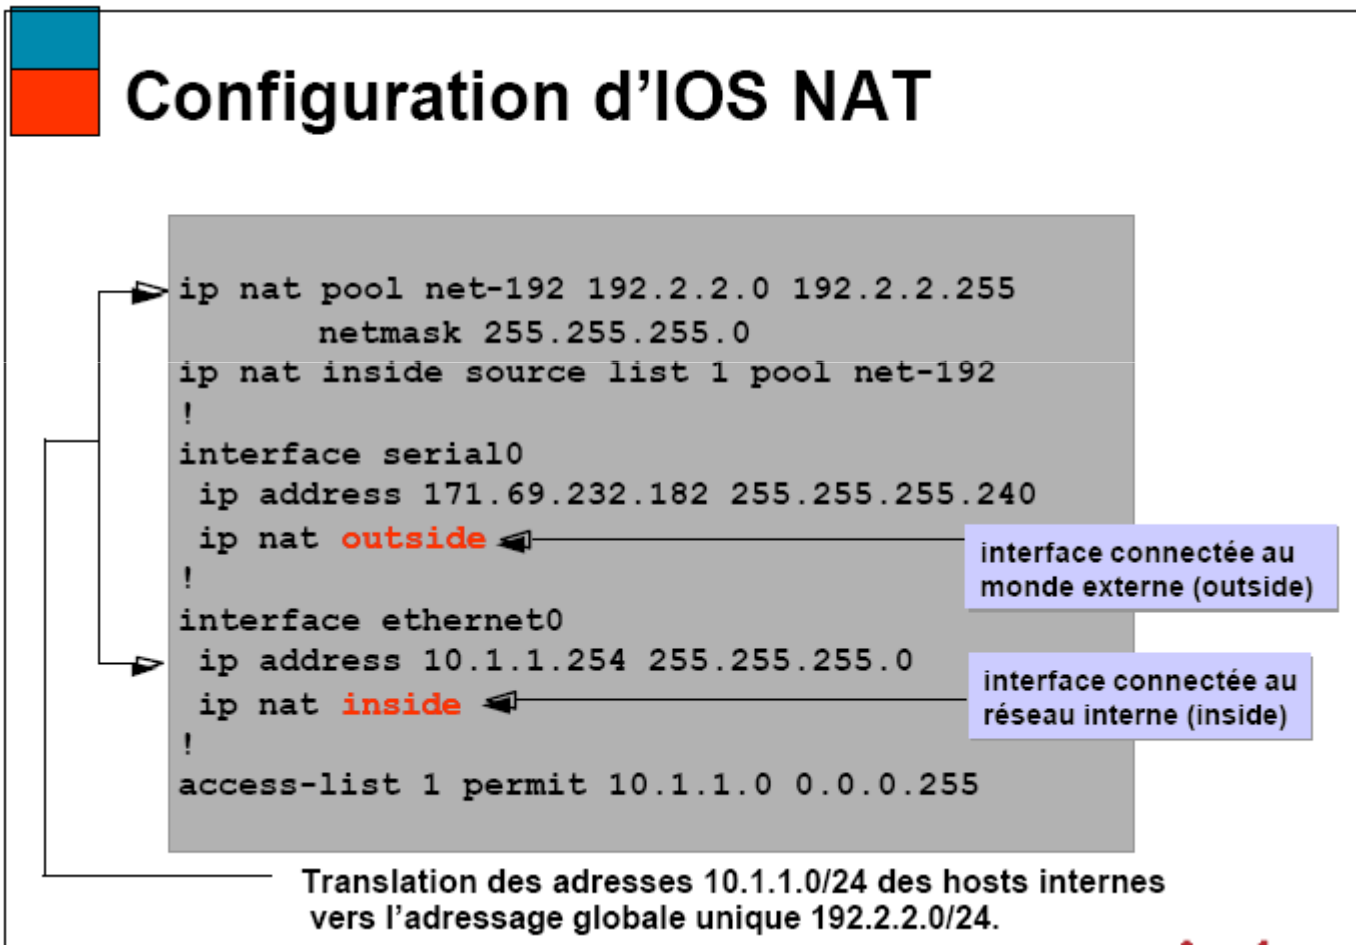 Configuration d'IOS NAT
ip nat pool net-192 192.2.2.0 192.2.2.255
netmask 255.255.255.0
ip nat inside source list 1 pool net-192
!
interface serial0
ip address 171.69.232.182 255.255.255.240
ip nat outside
!
interface ethernet0
ip address 10.1.1.254 255.255.255.0
ip nat inside
!
access-list 1 permit 10.1.1.0 0.0.0.255
interface connectée au
monde externe (outside)
interface connectée au
réseau interne (inside)
Translation des adresses 10.1.1.0/24 des hosts internes
vers l'adressage globale unique 192.2.2.0/24.